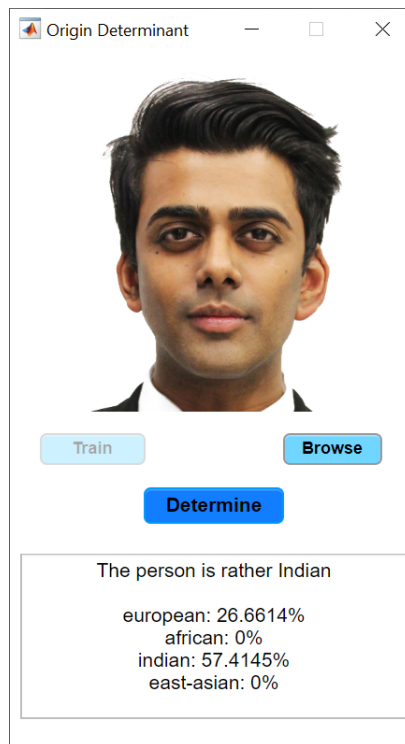 Origin Determinant
Train
Browse
Determine
The person is rather Indian
european: 26.6614%
african: 0%
indian: 57.4145%
east-asian: 0%